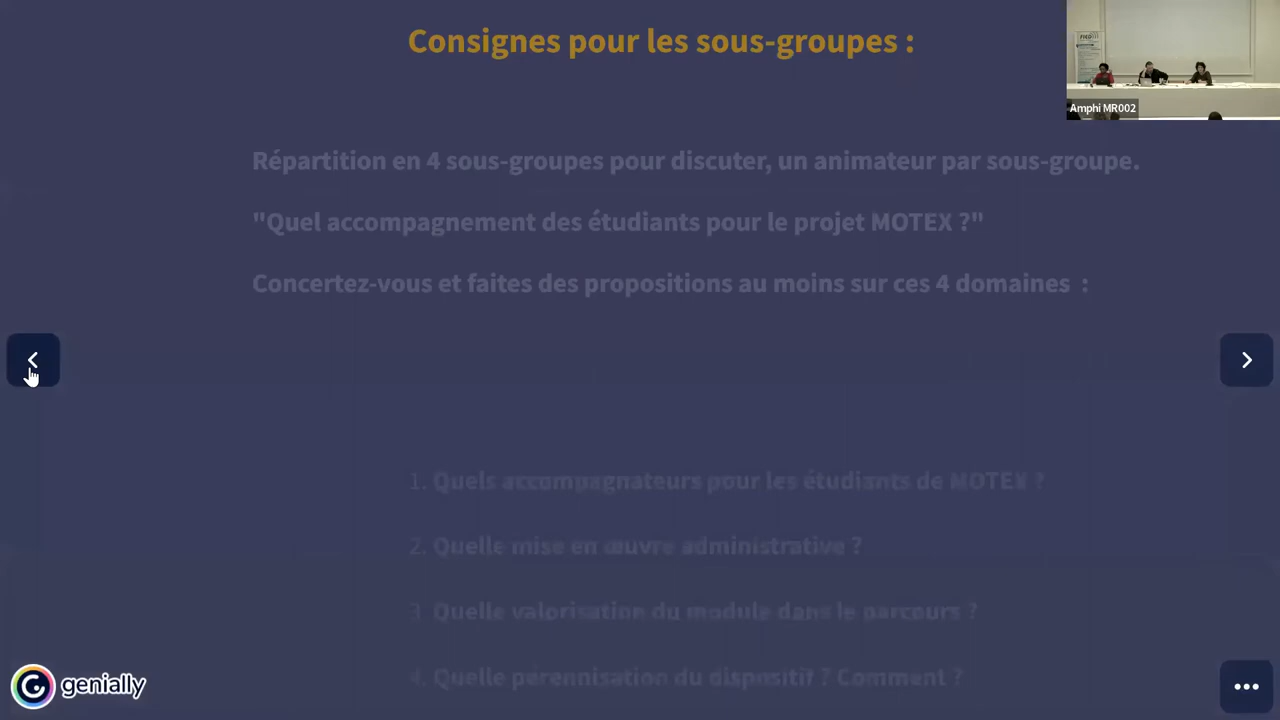 Consignes pour les sous-groupes :
Amphi MR002
Répartition en 4 sous-groupes pour discuter, un animateur par sous-groupe.
"Quel accompagnement des étudiants pour le projet MOTEX ?"
Concertez-vous et faites des propositions au moins sur ces 4 domaines :
1. Quels accompagnateurs pour les étudiants de MOTEX ?
2. Quelle mise en œuvre administrative ?
3 Quelle valorisation du module dans le parcours ?
4. Quelle pérennisation du dispositif ? Comment ?
genially